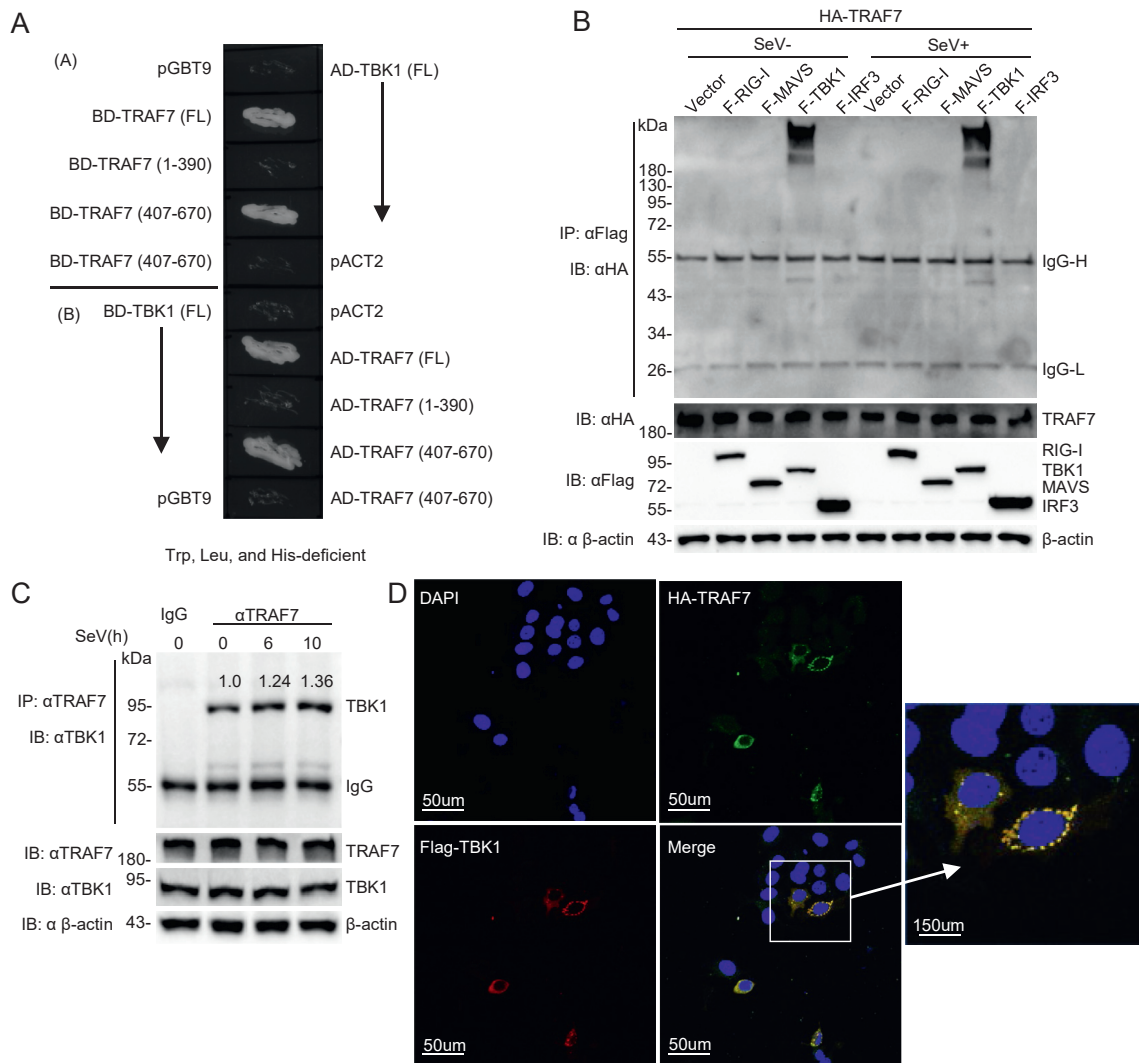 A
(A)
pGBT9
AD-TBK1 (FL)
BD-TRAF7 (FL)
BD-TRAF7 (1-390)
BD-TRAF7 (407-670)
BD-TRAF7 (407-670)
pACT2
(B)
BD-TBK1 (FL)
pACT2
AD-TRAF7 (FL)
AD-TRAF7 (1-390)
AD-TRAF7 (407-670)
pGBT9
AD-TRAF7 (407-670)
Trp, Leu, and His-deficient
B
HA-TRAF7
SeV- SeV+
Vector F-RIG-I F-MAVS F-TBK1 F-IRF3 Vector F-RIG-I F-MAVS F-TBK1 F-IRF3
kDa
180-
130-
95-
72-
55-
43-
34-
26-
IP: αFlag
IB: αHA
IgG-H
IgG-L
IB: αHA
180-
TRAF7
IB: αFlag
95-
72-
55-
RIG-I
TBK1
MAVS
IRF3
IB: α β-actin 43- β-actin
C
IgG αTRAF7
SeV(h) 0 0 6 10
kDa
1.0 1.24 1.36
IP: αTRAF7
IB: αTBK1
95-
72-
55-
TBK1
IgG
IB: αTRAF7
180-
TRAF7
95-
IB: αTBK1
TBK1
IB: α β-actin 43- β-actin
D
DAPI
50um
HA-TRAF7
50um
Flag-TBK1
50um
Merge
50um
150um